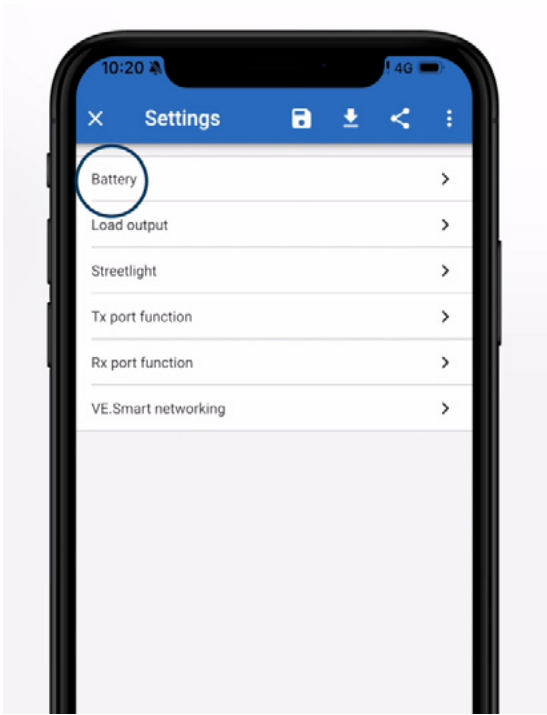 10:20
! 4G
Settings
Battery
Load output
Streetlight
Tx port function
Rx port function
VE.Smart networking